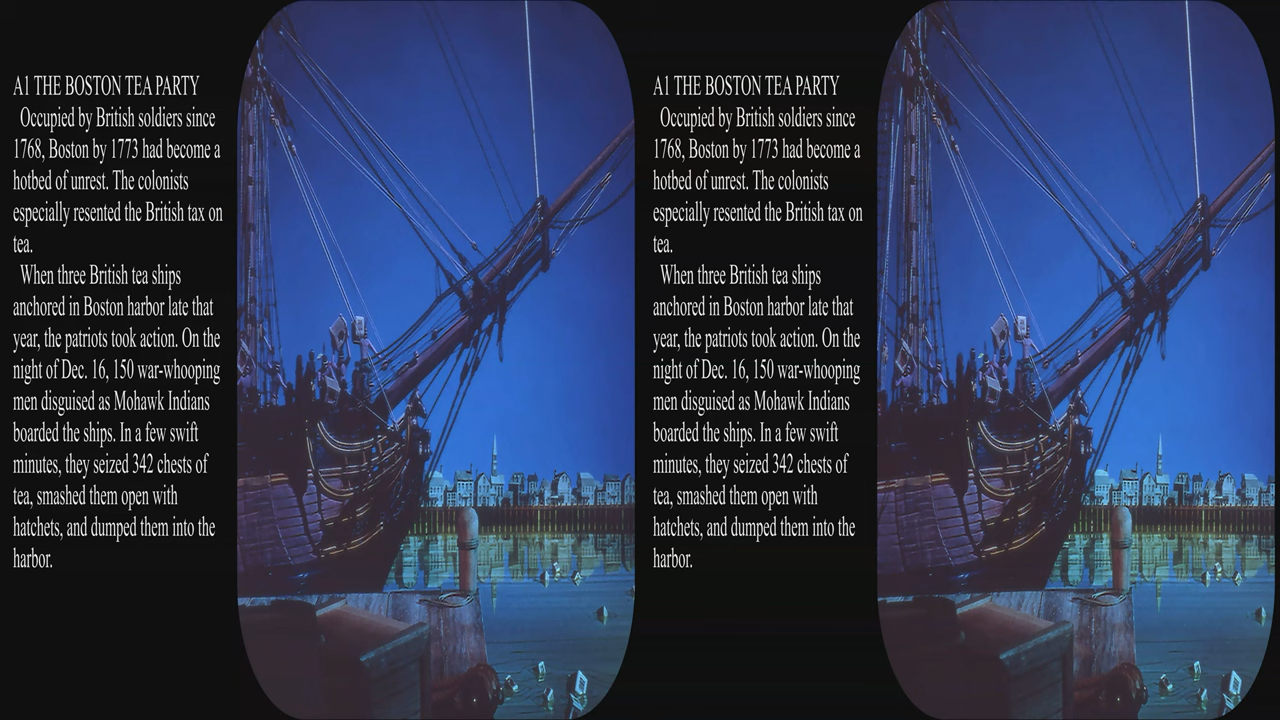 A1 THE BOSTON TEA PARTY
Occupied by British soldiers since
1768, Boston by 1773 had become a
hotbed of unrest. The colonists
especially resented the British tax on
tea.
When three British tea ships
anchored in Boston harbor late that
year, the patriots took action. On the
night of Dec. 16, 150 war-whooping
men disguised as Mohawk Indians
boarded the ships. In a few swift
minutes, they seized 342 chests of
tea, smashed them open with
hatchets, and dumped them into the
harbor.
A1 THE BOSTON TEA PARTY
Occupied by British soldiers since
1768, Boston by 1773 had become a
hotbed of unrest. The colonists
especially resented the British tax on
tea.
When three British tea ships
anchored in Boston harbor late that
year, the patriots took action. On the
night of Dec. 16, 150 war-whooping
men disguised as Mohawk Indians
boarded the ships. In a few swift
minutes, they seized 342 chests of
tea, smashed them open with
hatchets, and dumped them into the
harbor.